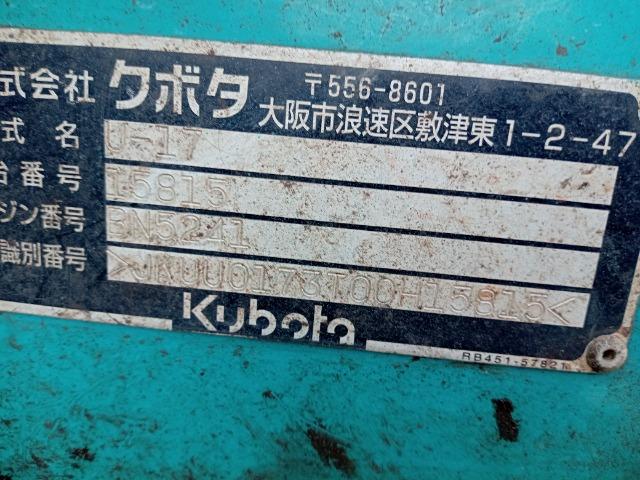 式会社 クボタ 〒556-8601
大阪市浪速区敷津東1-2-47
式名 U-17
番号 15815
ジン番号 BN5241
識別番号 >JKUU0173T00H15815<
Kubota
RB451-57821